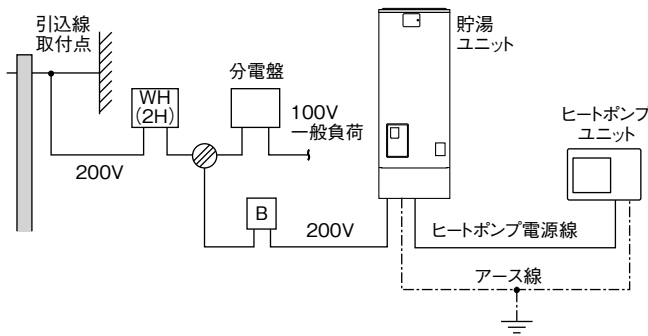 引込線
取付点
WH
(2H)
200V
分電盤
100V
一般負荷
B
200V
貯湯
ユニット
ヒートポンプ
ユニット
ヒートポンプ電源線
アース線